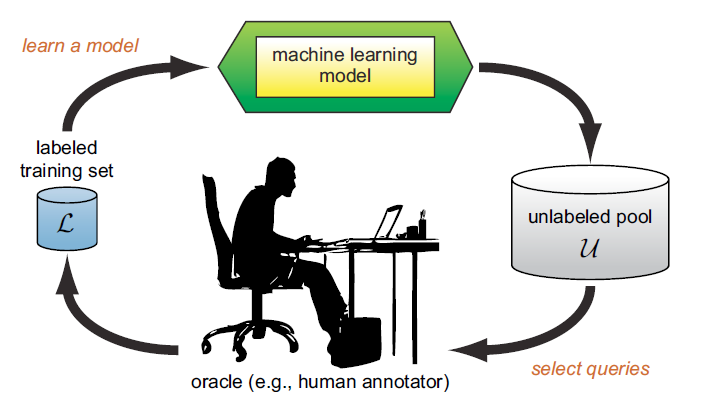 learn a model
machine learning
model
labeled
training set
ℒ
unlabeled pool
𝒰
select queries
oracle (e.g., human annotator)